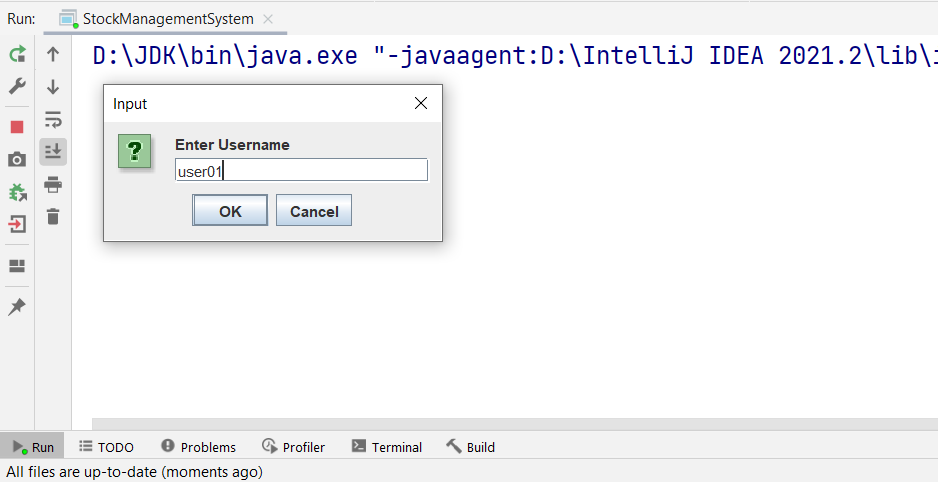 Run: StockManagementSystem
D:\JDK\bin\java.exe "-javaagent:D:\IntelliJ IDEA 2021.2\lib\i
Input
?
Enter Username
user01
OK Cancel
Run TODO Problems Profiler Terminal Build
All files are up-to-date (moments ago)